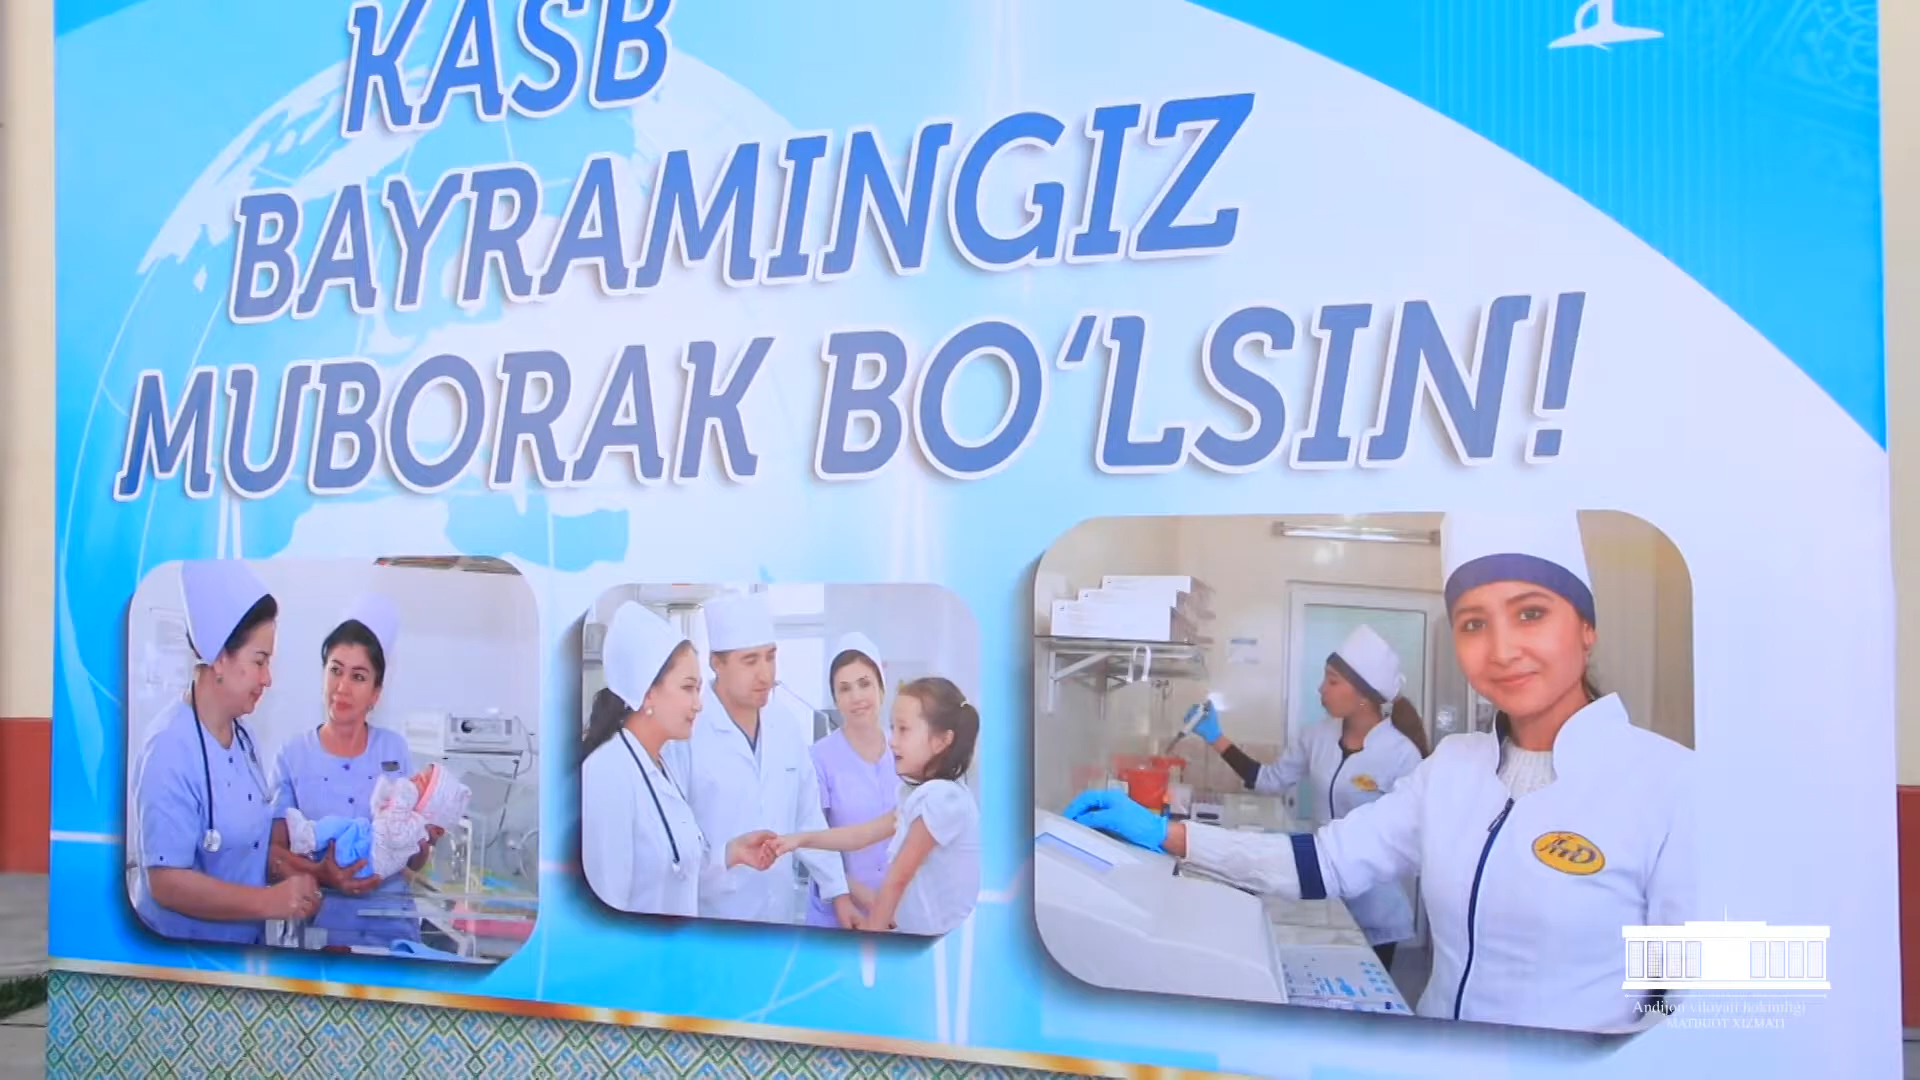 KASB
BAYRAMINGIZ
MUBORAK BO‘LSIN!
Andijon viloyati hokimligi
MATBUOT XIZMATI